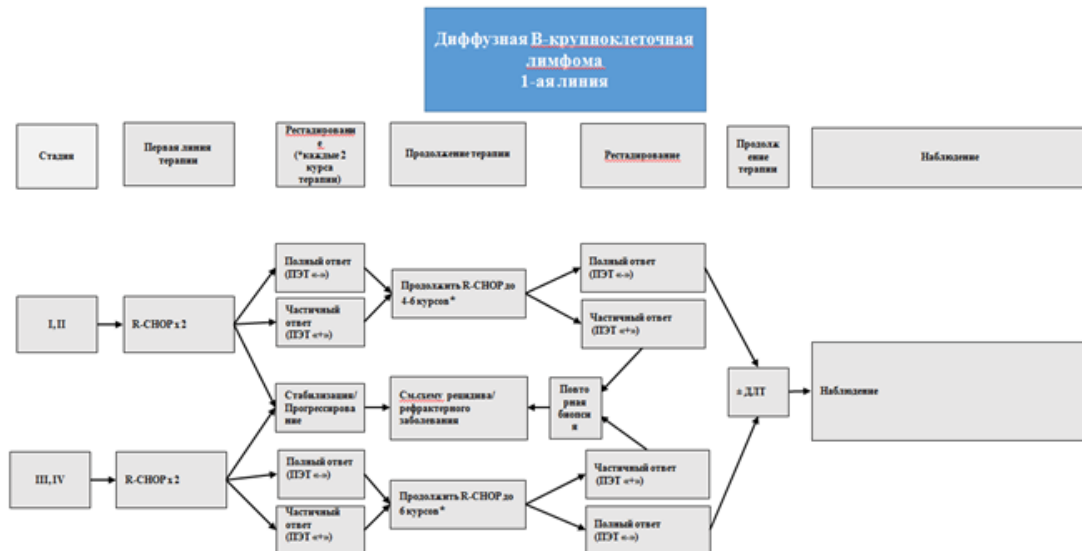 Диффузная В-крупноклеточная
лимфома
1-ая линия
Стадия
Первая линия
терапии
Рестадировани
е
(*каждые 2
курса
терапии)
Продолжение терапии
Рестадирование
Продолж
ение
терапии
Наблюдение
Полный ответ
(ПЭТ «-»)
Полный ответ
(ПЭТ «-»)
I, II
R-CHOP x 2
Продолжить R-CHOP до
4-6 курсов*
Частичный
ответ
(ПЭТ «+»)
Частичный ответ
(ПЭТ «+»)
Стабилизация/
Прогрессирова
ние
См.схему рецидива/
рефрактерного
заболевания
Повто
рная
биопси
я
± ДЛТ
Наблюдение
III, IV
R-CHOP x 2
Полный ответ
(ПЭТ «-»)
Частичный ответ
(ПЭТ «+»)
Продолжить R-CHOP до
6 курсов*
Частичный
ответ
(ПЭТ «+»)
Полный ответ
(ПЭТ «-»)